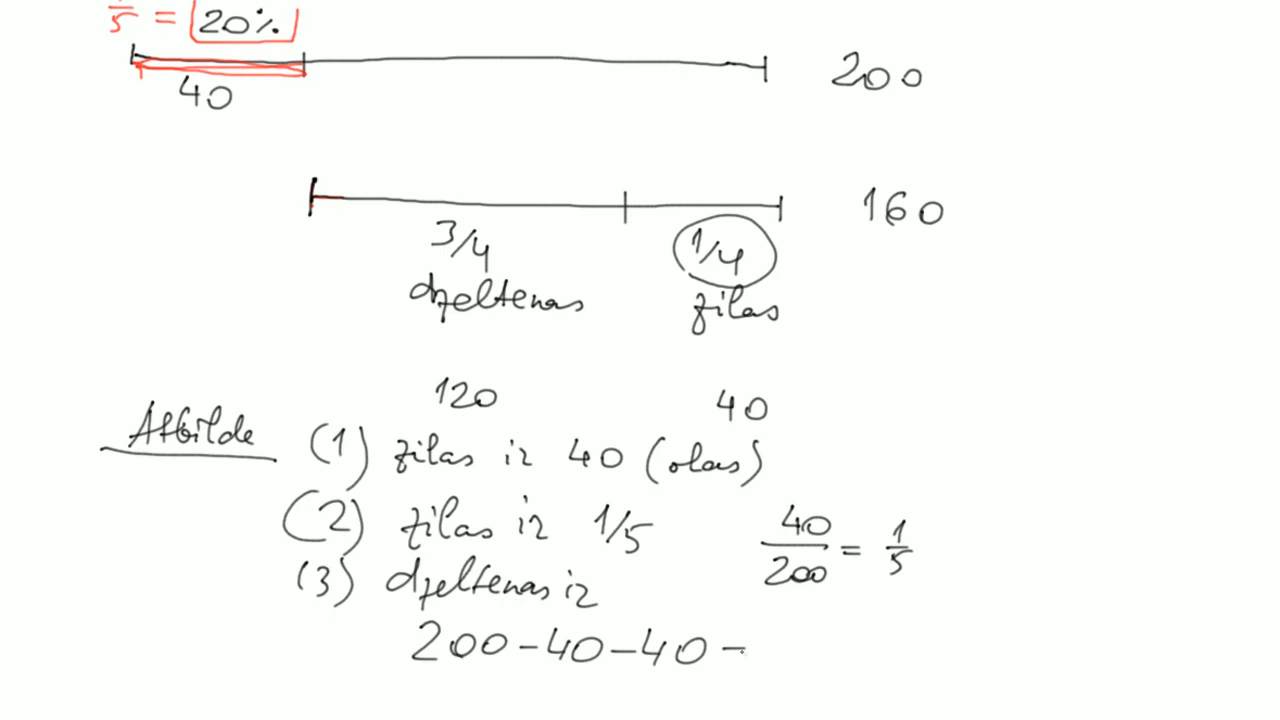 1/5 = 20%
40
200
160
3/4 1/4
dzeltenas zilas
120 40
Atbilde (1) zilas ir 40 (olas)
(2) zilas ir 1/5 40/200 = 1/5
(3) dzeltenas ir
200-40-40 -